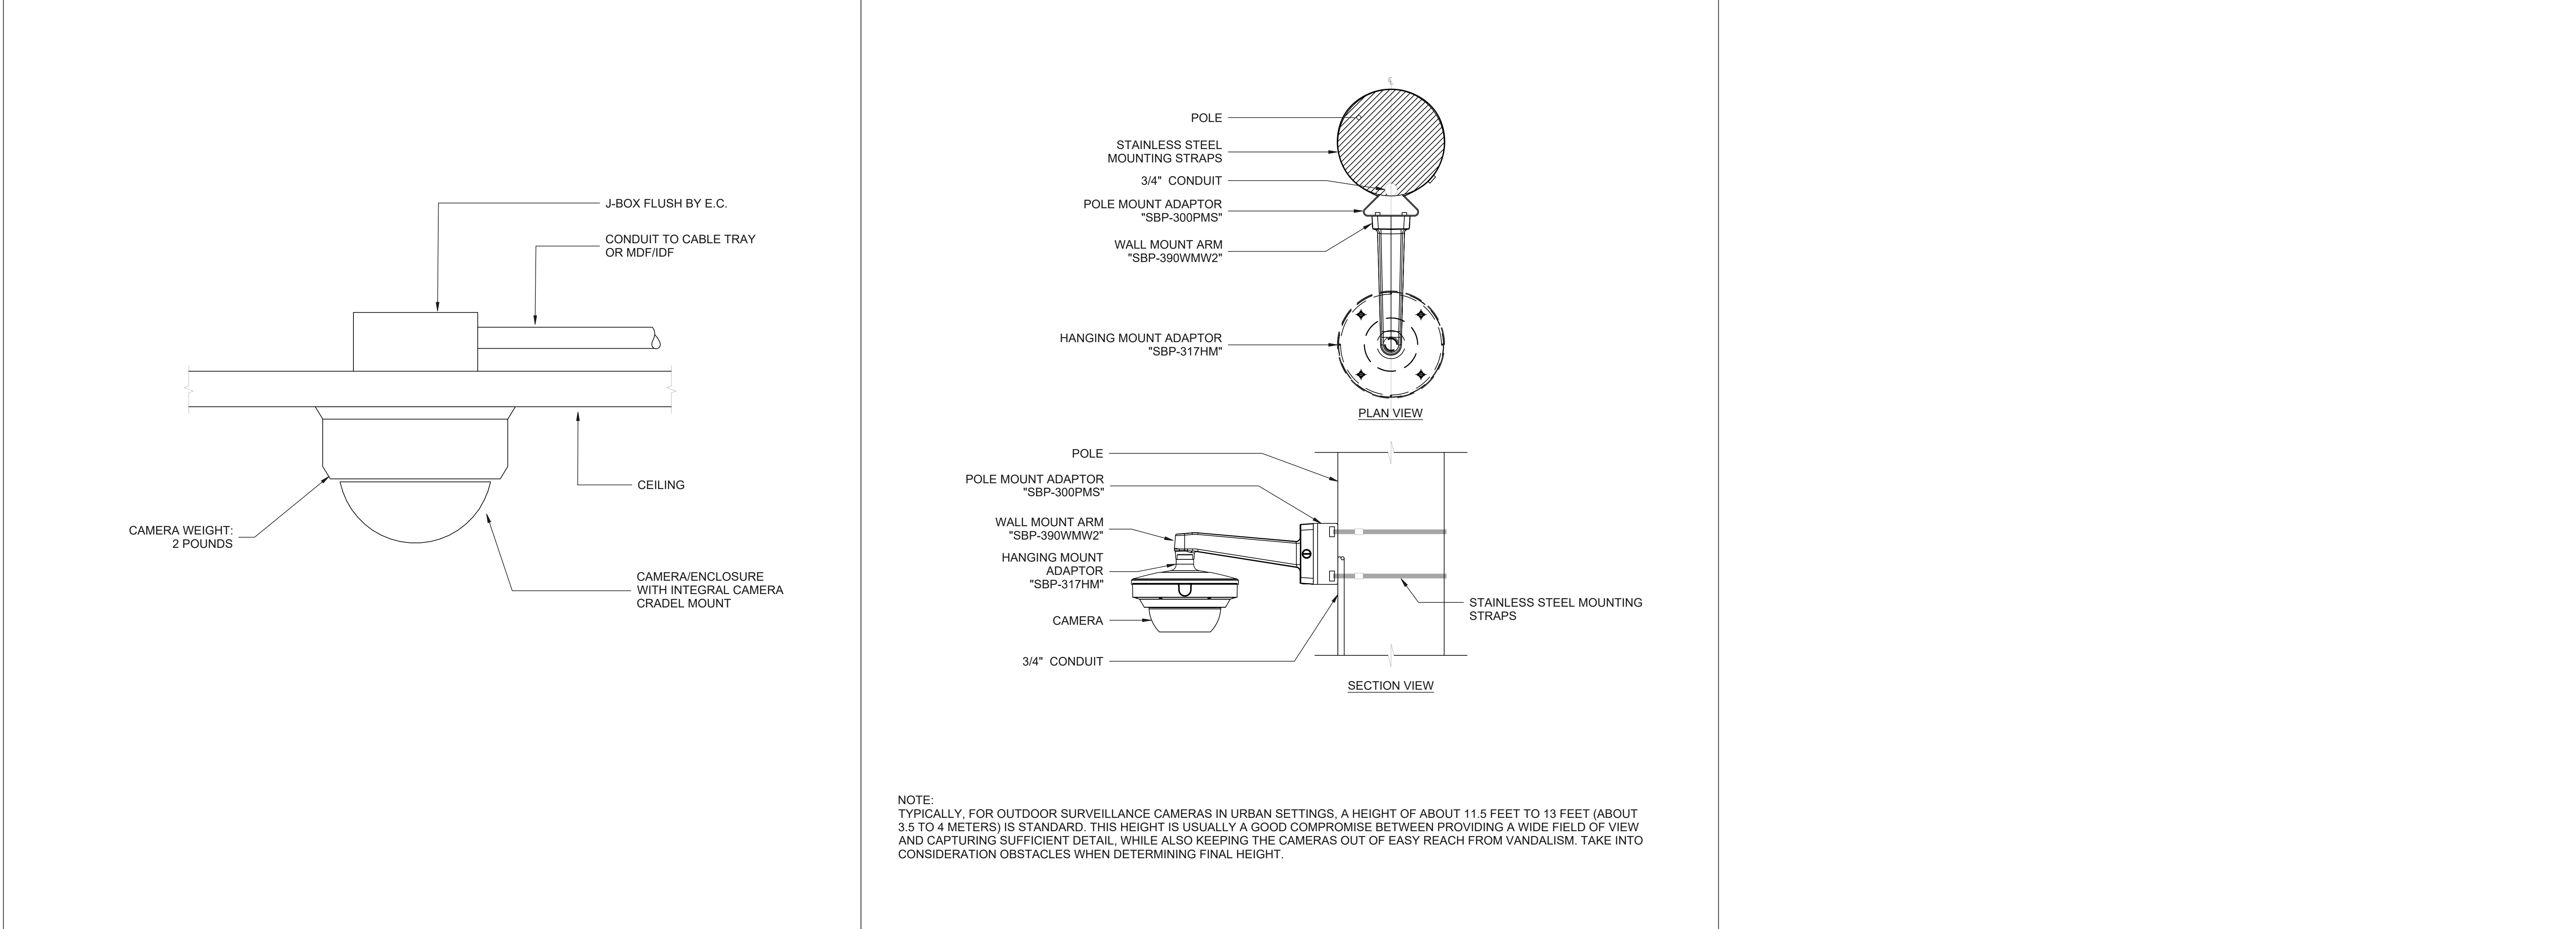 J-BOX FLUSH BY E.C.
CONDUIT TO CABLE TRAY
OR MDF/IDF
CEILING
CAMERA WEIGHT:
2 POUNDS
CAMERA/ENCLOSURE
WITH INTEGRAL CAMERA
CRADEL MOUNT
POLE
STAINLESS STEEL
MOUNTING STRAPS
3/4" CONDUIT
POLE MOUNT ADAPTOR
"SBP-300PMS"
WALL MOUNT ARM
"SBP-390WMW2"
HANGING MOUNT ADAPTOR
"SBP-317HM"
PLAN VIEW
POLE
POLE MOUNT ADAPTOR
"SBP-300PMS"
WALL MOUNT ARM
"SBP-390WMW2"
HANGING MOUNT
ADAPTOR
"SBP-317HM"
CAMERA
3/4" CONDUIT
STAINLESS STEEL MOUNTING
STRAPS
SECTION VIEW
NOTE:
TYPICALLY, FOR OUTDOOR SURVEILLANCE CAMERAS IN URBAN SETTINGS, A HEIGHT OF ABOUT 11.5 FEET TO 13 FEET (ABOUT
3.5 TO 4 METERS) IS STANDARD. THIS HEIGHT IS USUALLY A GOOD COMPROMISE BETWEEN PROVIDING A WIDE FIELD OF VIEW
AND CAPTURING SUFFICIENT DETAIL, WHILE ALSO KEEPING THE CAMERAS OUT OF EASY REACH FROM VANDALISM. TAKE INTO
CONSIDERATION OBSTACLES WHEN DETERMINING FINAL HEIGHT.